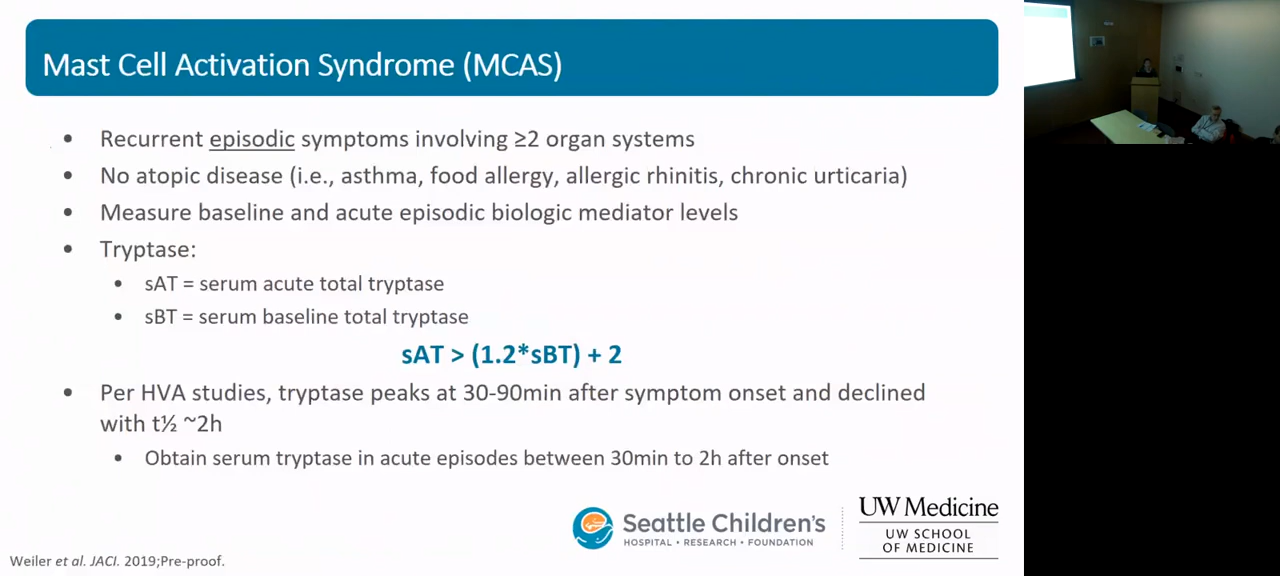 Mast Cell Activation Syndrome (MCAS)
• Recurrent episodic symptoms involving ≥2 organ systems
• No atopic disease (i.e., asthma, food allergy, allergic rhinitis, chronic urticaria)
• Measure baseline and acute episodic biologic mediator levels
• Tryptase:
• sAT = serum acute total tryptase
• sBT = serum baseline total tryptase
sAT > (1.2*sBT) + 2
• Per HVA studies, tryptase peaks at 30-90min after symptom onset and declined
with t½ ~2h
• Obtain serum tryptase in acute episodes between 30min to 2h after onset
Seattle Children's
HOSPITAL • RESEARCH • FOUNDATION
UW Medicine
UW SCHOOL
OF MEDICINE
Weiler et al. JACI. 2019;Pre-proof.